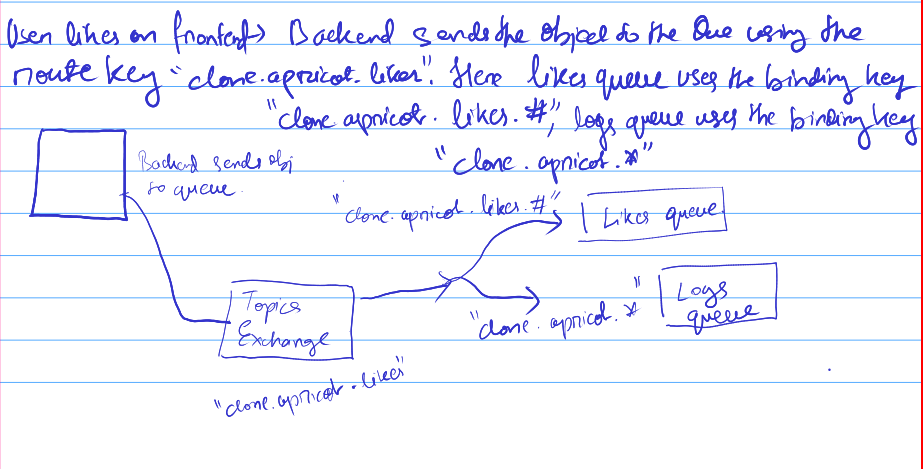 User likes on frontend → Backend sends the object to the Que using the
route key "clone.apricot.likes". Here likes queue uses the binding key
"clone apricot. likes. #", logs queue uses the binding key
"clone. apricot. *"
Backend sends obj
to queue.
"clone.apricot.likes.#"
Likes queue
Topics
Exchange
"clone. apricot. *"
Logs
queue
"clone.apricot.likes"